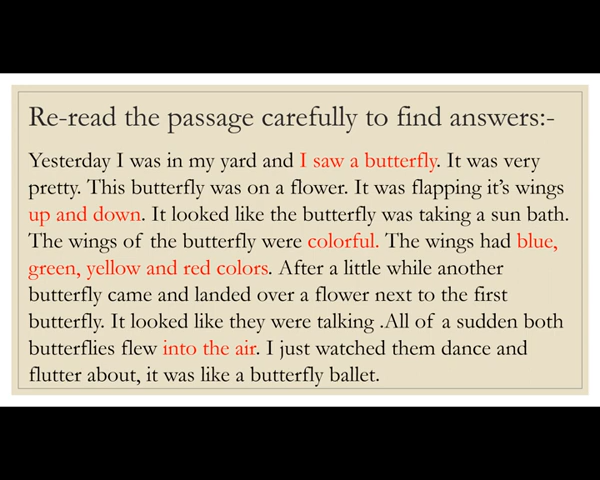 Re-read the passage carefully to find answers:-
Yesterday I was in my yard and I saw a butterfly. It was very
pretty. This butterfly was on a flower. It was flapping it’s wings
up and down. It looked like the butterfly was taking a sun bath.
The wings of the butterfly were colorful. The wings had blue,
green, yellow and red colors. After a little while another
butterfly came and landed over a flower next to the first
butterfly. It looked like they were talking .All of a sudden both
butterflies flew into the air. I just watched them dance and
flutter about, it was like a butterfly ballet.